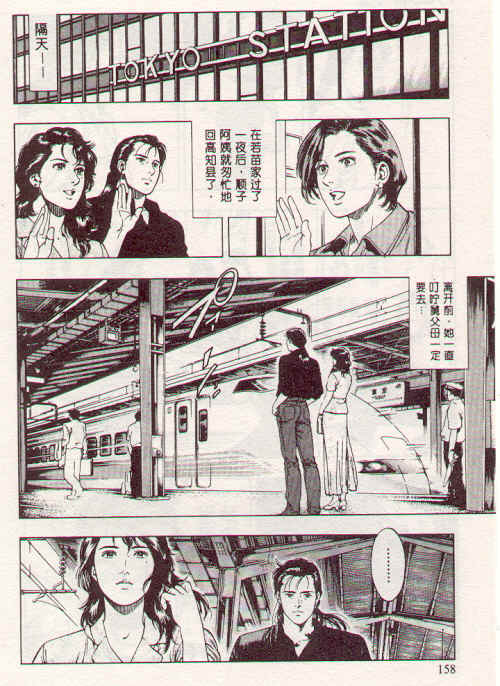 隔天——
TOKYO STATION
在若苗家过了
一夜后，顺子
阿姨就匆忙地
回高知县了。
离开前，她一直
叮咛舅父母一定
要去…
………
158